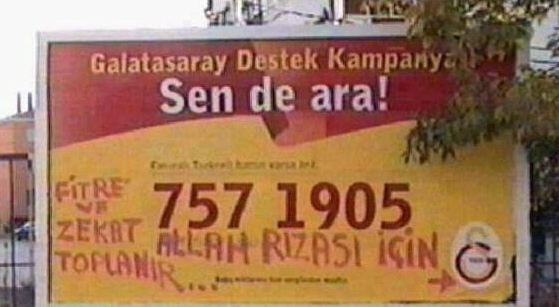 Galatasaray Destek Kampanya
Sen de ara!
757 1905
FİTRE
VE
ZEKAT
TOPLANIR...
ALLAH RIZASI İÇİN